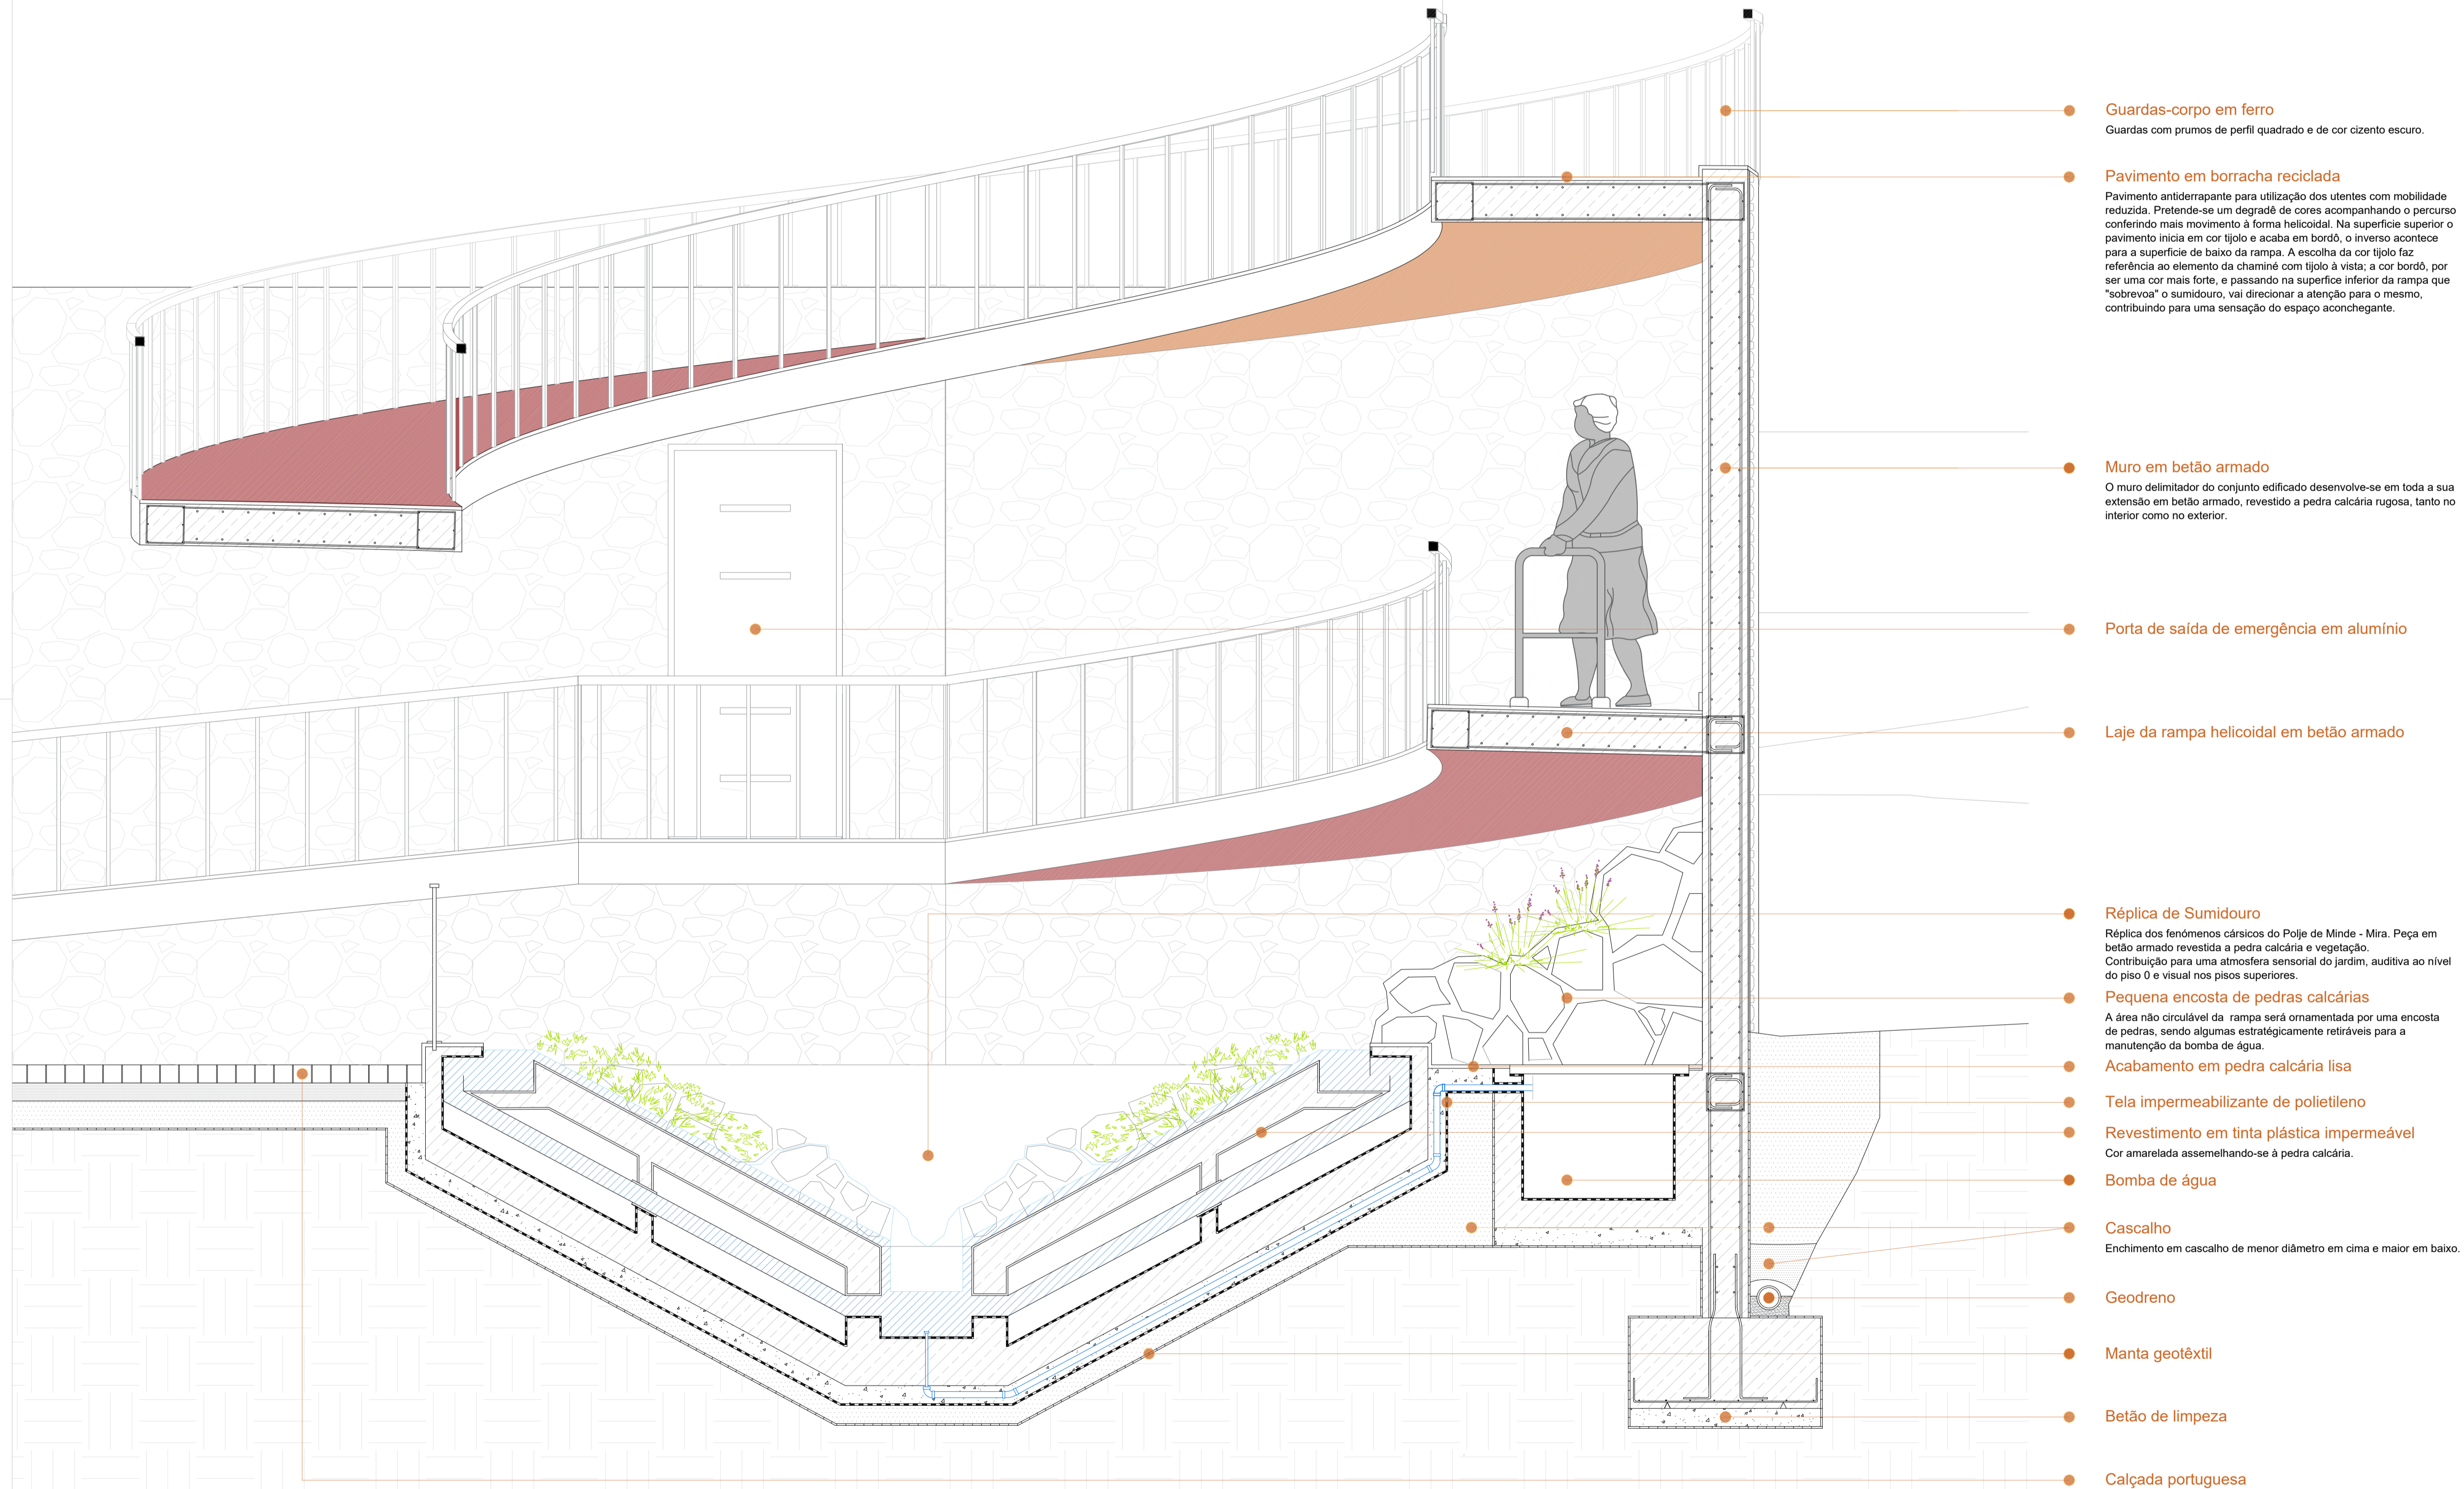 Guardas-corpo em ferro
Guardas com prumos de perfil quadrado e de cor cizento escuro.
Pavimento em borracha reciclada
Pavimento antiderrapante para utilização dos utentes com mobilidade
reduzida. Pretende-se um degradê de cores acompanhando o percurso
conferindo mais movimento à forma helicoidal. Na superficie superior o
pavimento inicia em cor tijolo e acaba em bordô, o inverso acontece
para a superficie de baixo da rampa. A escolha da cor tijolo faz
referência ao elemento da chaminé com tijolo à vista; a cor bordô, por
ser uma cor mais forte, e passando na superfice inferior da rampa que
"sobrevoa" o sumidouro, vai direcionar a atenção para o mesmo,
contribuindo para uma sensação do espaço aconchegante.
Muro em betão armado
O muro delimitador do conjunto edificado desenvolve-se em toda a sua
extensão em betão armado, revestido a pedra calcária rugosa, tanto no
interior como no exterior.
Porta de saída de emergência em alumínio
Laje da rampa helicoidal em betão armado
Réplica de Sumidouro
Réplica dos fenómenos cársicos do Polje de Minde - Mira. Peça em
betão armado revestida a pedra calcária e vegetação.
Contribuição para uma atmosfera sensorial do jardim, auditiva ao nível
do piso 0 e visual nos pisos superiores.
Pequena encosta de pedras calcárias
A área não circulável da  rampa será ornamentada por uma encosta
de pedras, sendo algumas estratégicamente retiráveis para a
manutenção da bomba de água.
Acabamento em pedra calcária lisa
Tela impermeabilizante de polietileno
Revestimento em tinta plástica impermeável
Cor amarelada assemelhando-se à pedra calcária.
Bomba de água
Cascalho
Enchimento em cascalho de menor diâmetro em cima e maior em baixo.
Geodreno
Manta geotêxtil
Betão de limpeza
Calçada portuguesa